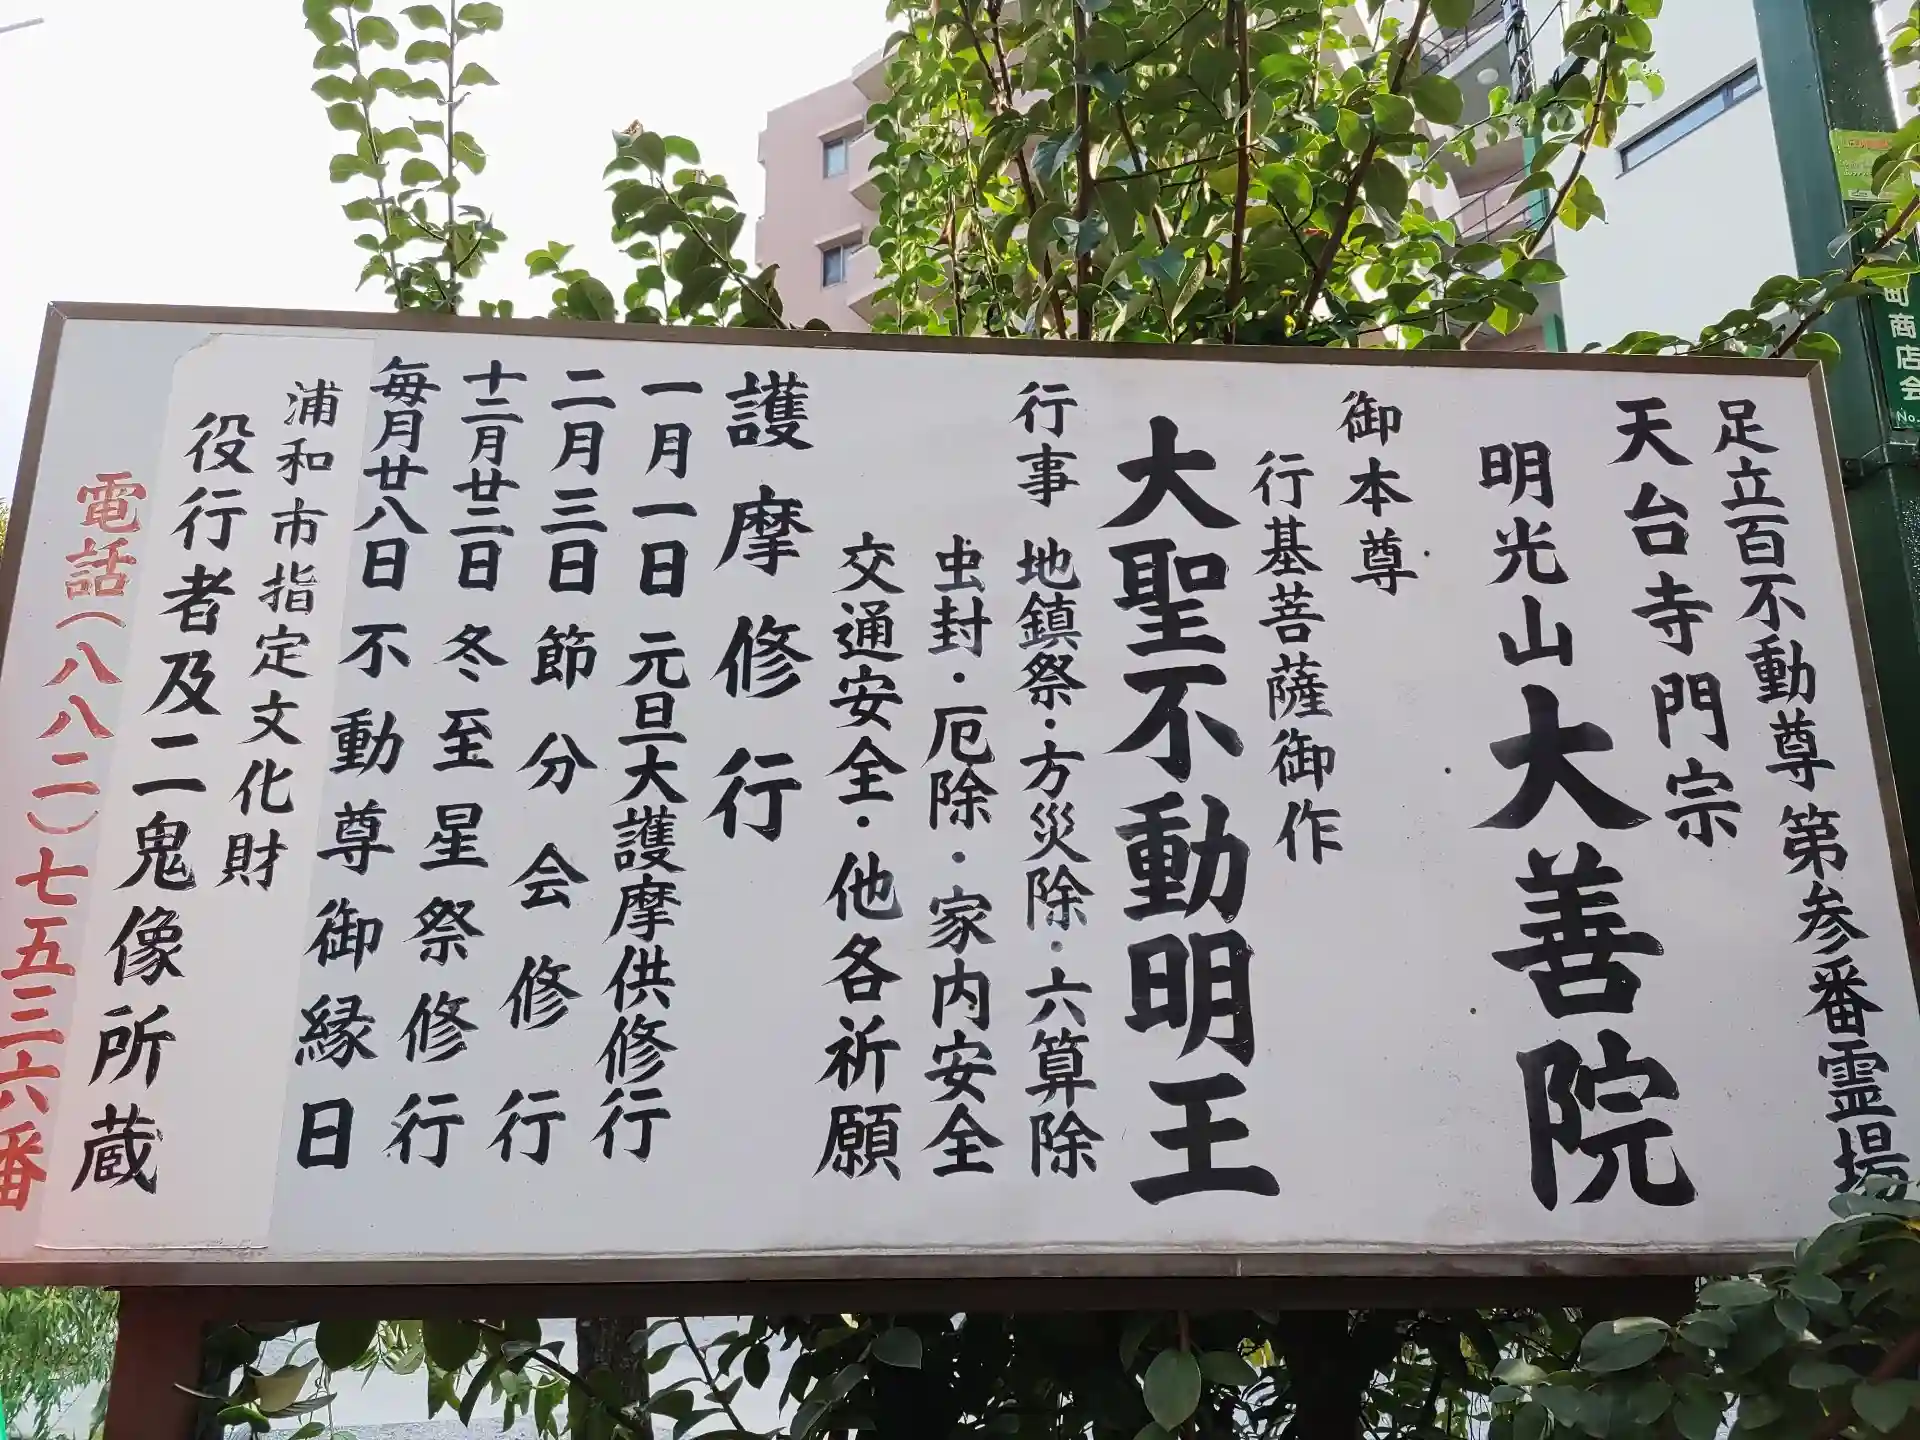 足立百不動尊第参番霊場
天台寺門宗
明光山大善院
御本尊
行基菩薩御作
大聖不動明王
行事 地鎮祭・方災除・六算除
虫封・厄除・家内安全
交通安全・他各祈願
護摩修行
一月一日 元旦大護摩供修行
二月三日 節分会修行
十二月廿二日 冬至星祭修行
毎月廿八日 不動尊御縁日
浦和市指定文化財
役行者及二鬼像所蔵
電話(八八二)七五三六番
町商店会
No.